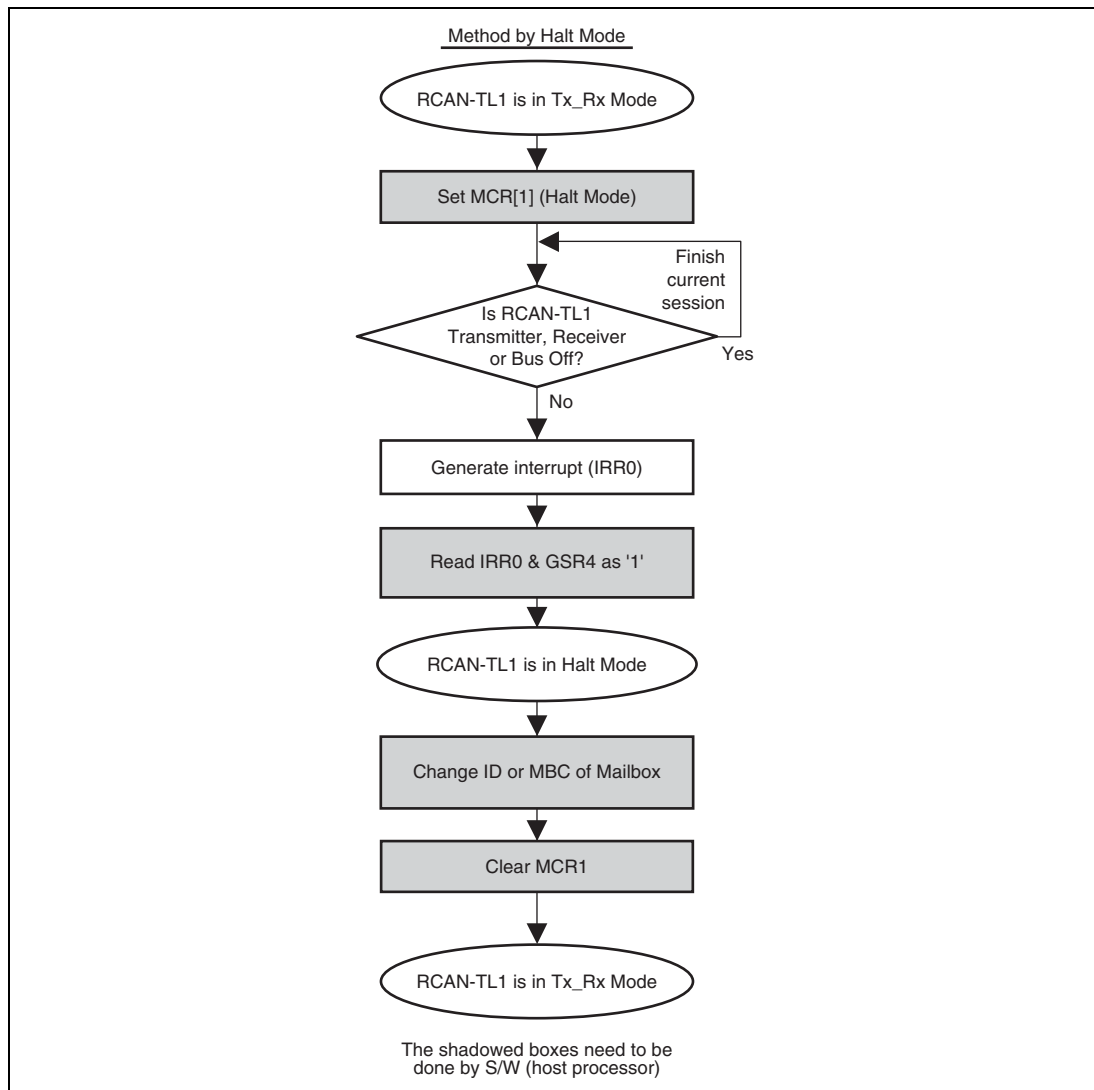 Method by Halt Mode
RCAN-TL1 is in Tx_Rx Mode
Set MCR[1] (Halt Mode)
Finish
current
session
Is RCAN-TL1
Transmitter, Receiver
or Bus Off?
Yes
No
Generate interrupt (IRR0)
Read IRR0 & GSR4 as '1'
RCAN-TL1 is in Halt Mode
Change ID or MBC of Mailbox
Clear MCR1
RCAN-TL1 is in Tx_Rx Mode
The shadowed boxes need to be
done by S/W (host processor)